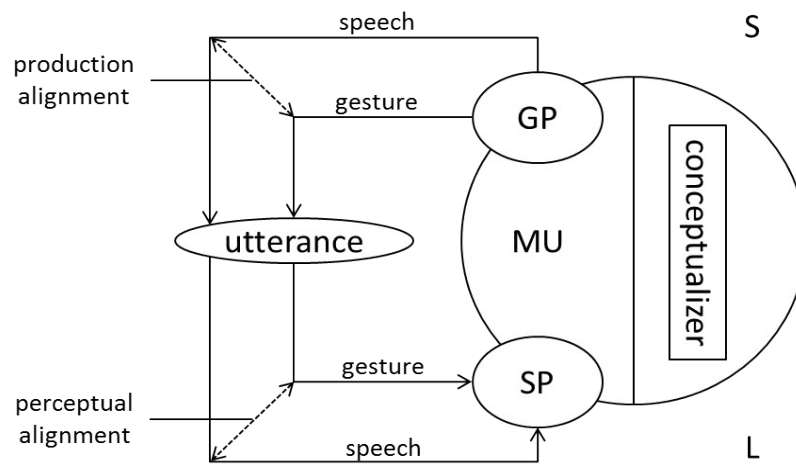 speech
S
production
alignment
gesture
GP
conceptualizer
utterance
MU
gesture
SP
perceptual
alignment
speech
L